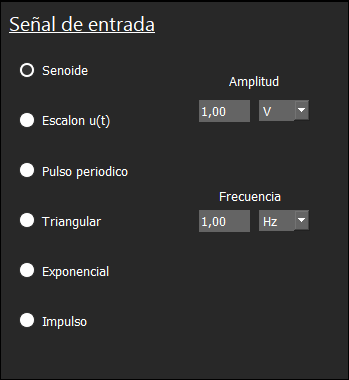 Señal de entrada
Senoide
Amplitud
1,00 V
Escalon u(t)
Pulso periodico
Frecuencia
1,00 Hz
Triangular
Exponencial
Impulso